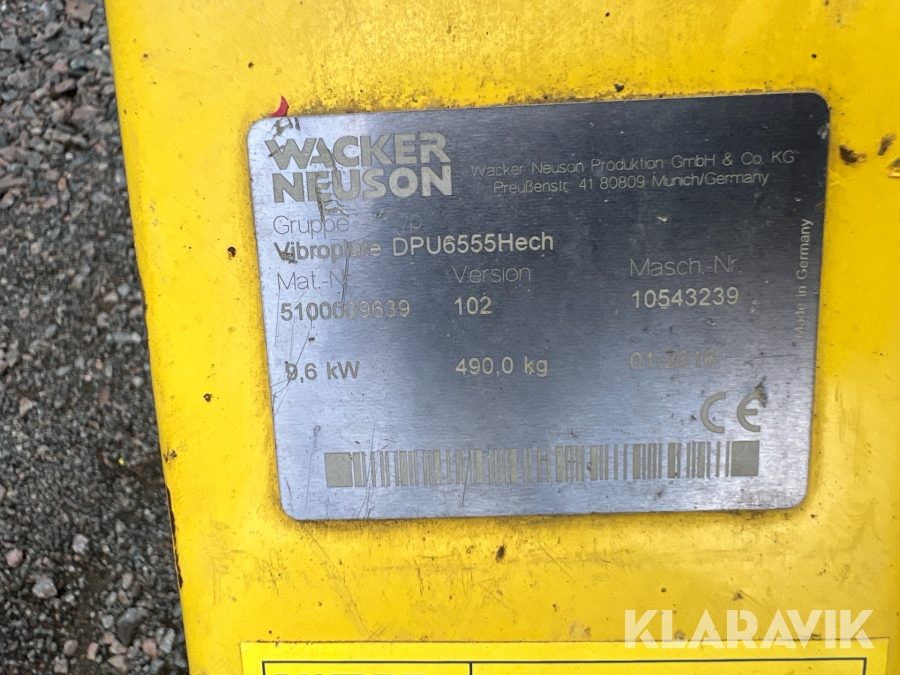 WACKER
NEUSON
Wacker Neuson Produktion GmbH & Co. KG
Preußenstr. 41 80809 Munich/Germany
Gruppe
Vibroplate DPU6555Hech
Mat.-N Version Masch.-Nr.
102 10543239
9,6 kW 490,0 kg
CE
Made in Germany
KLARAVIK